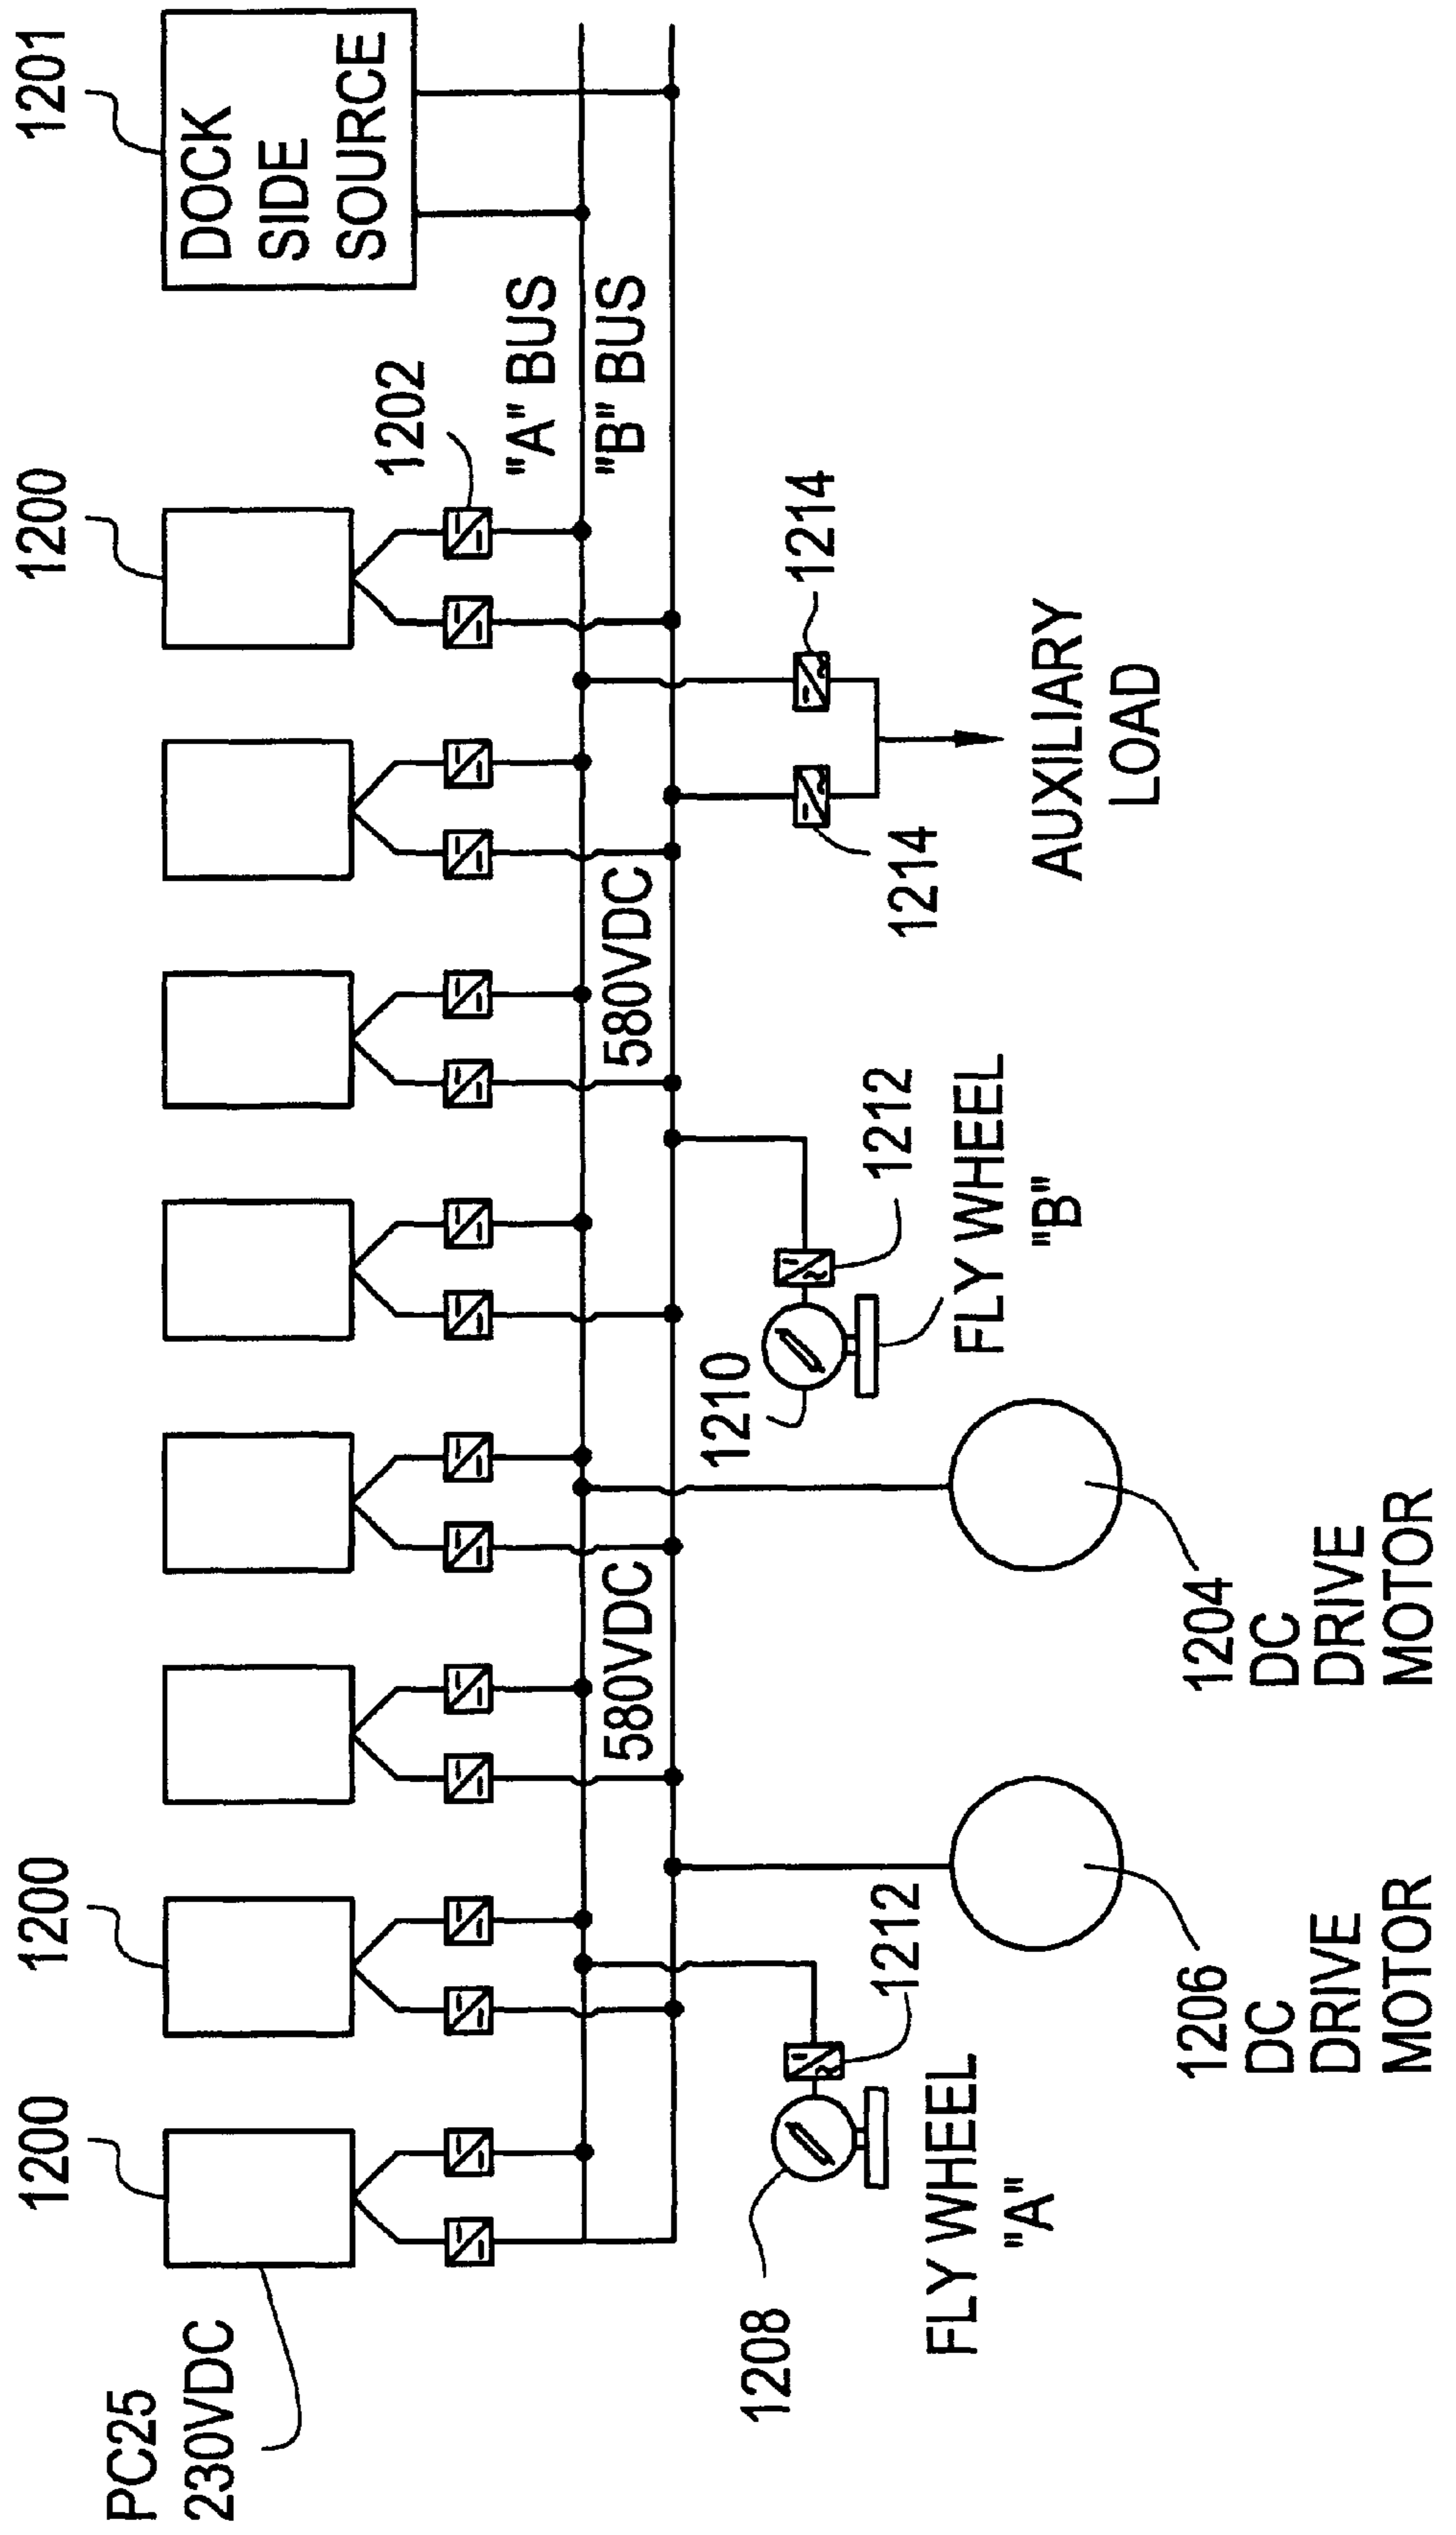 PC25
230VDC
1200
1200
1200
1201
DOCK
SIDE
SOURCE
1202
"A" BUS
"B" BUS
580VDC
580VDC
1208
FLY WHEEL
"A"
1212
1206
DC
DRIVE
MOTOR
1204
DC
DRIVE
MOTOR
1210
1212
FLY WHEEL
"B"
1214
1214
AUXILIARY
LOAD